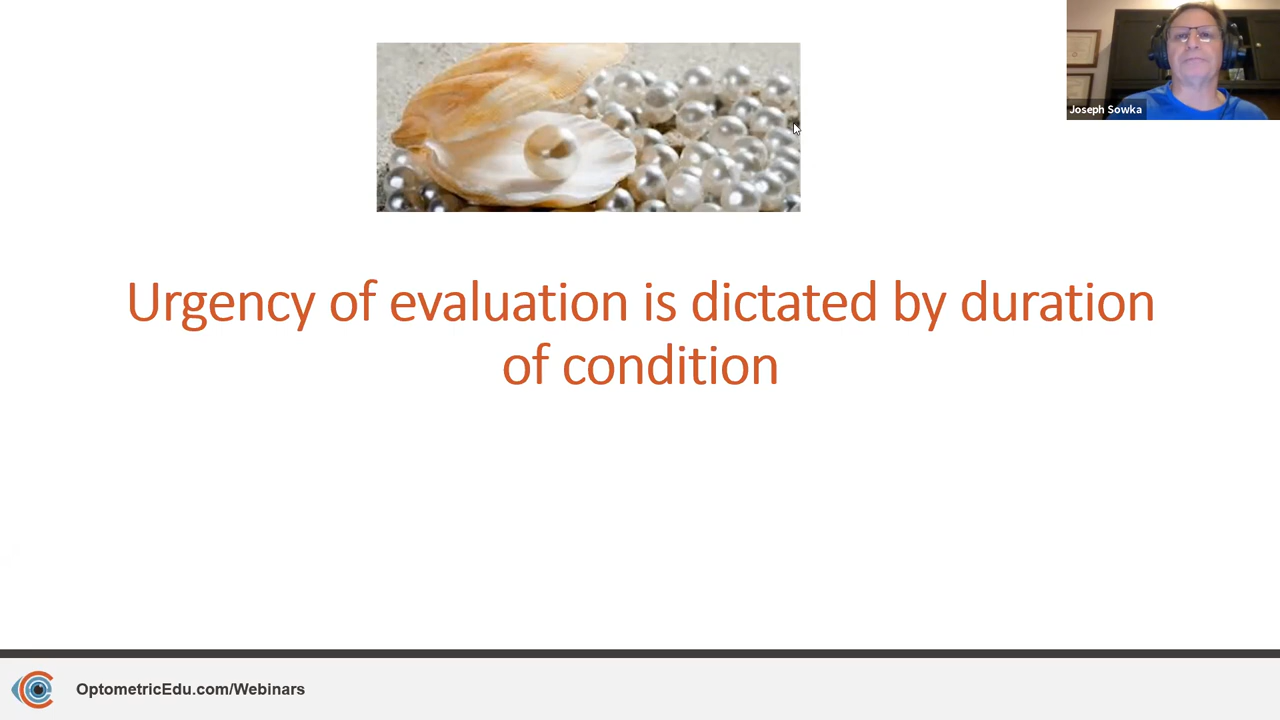 Joseph Sowka
Urgency of evaluation is dictated by duration
of condition
OptometricEdu.com/Webinars